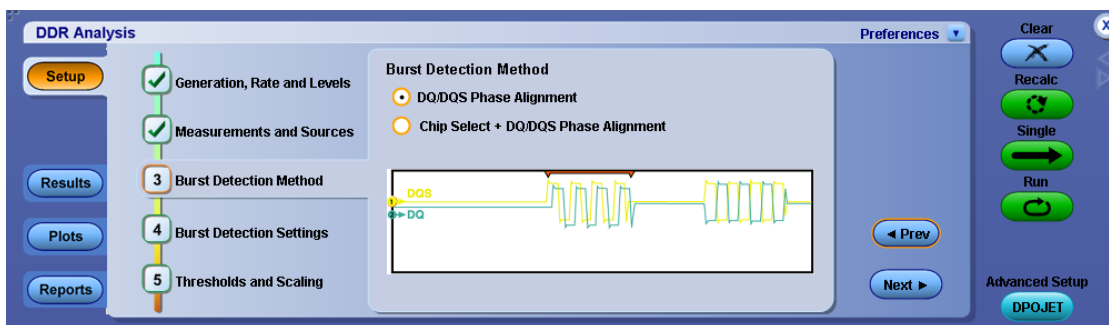 DDR Analysis
Preferences
Setup
Results
Plots
Reports
Generation, Rate and Levels
Measurements and Sources
3 Burst Detection Method
4 Burst Detection Settings
5 Thresholds and Scaling
Burst Detection Method
DQ/DQS Phase Alignment
Chip Select + DQ/DQS Phase Alignment
1 DQS
2 DQ
◄ Prev
Next ►
Clear
X
Recalc
Single
Run
Advanced Setup
DPOJET